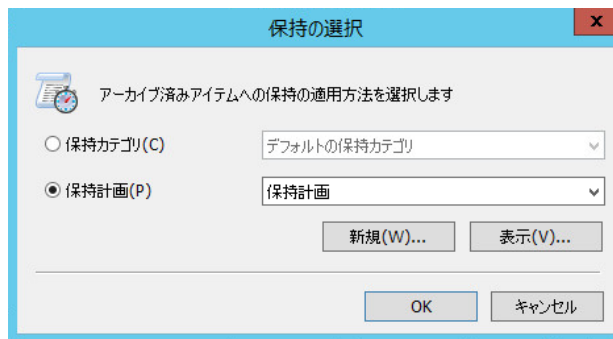 保持の選択
x
アーカイブ済みアイテムへの保持の適用方法を選択します
保持カテゴリ(C)
デフォルトの保持カテゴリ
保持計画(P)
保持計画
新規(W)...
表示(V)...
OK
キャンセル